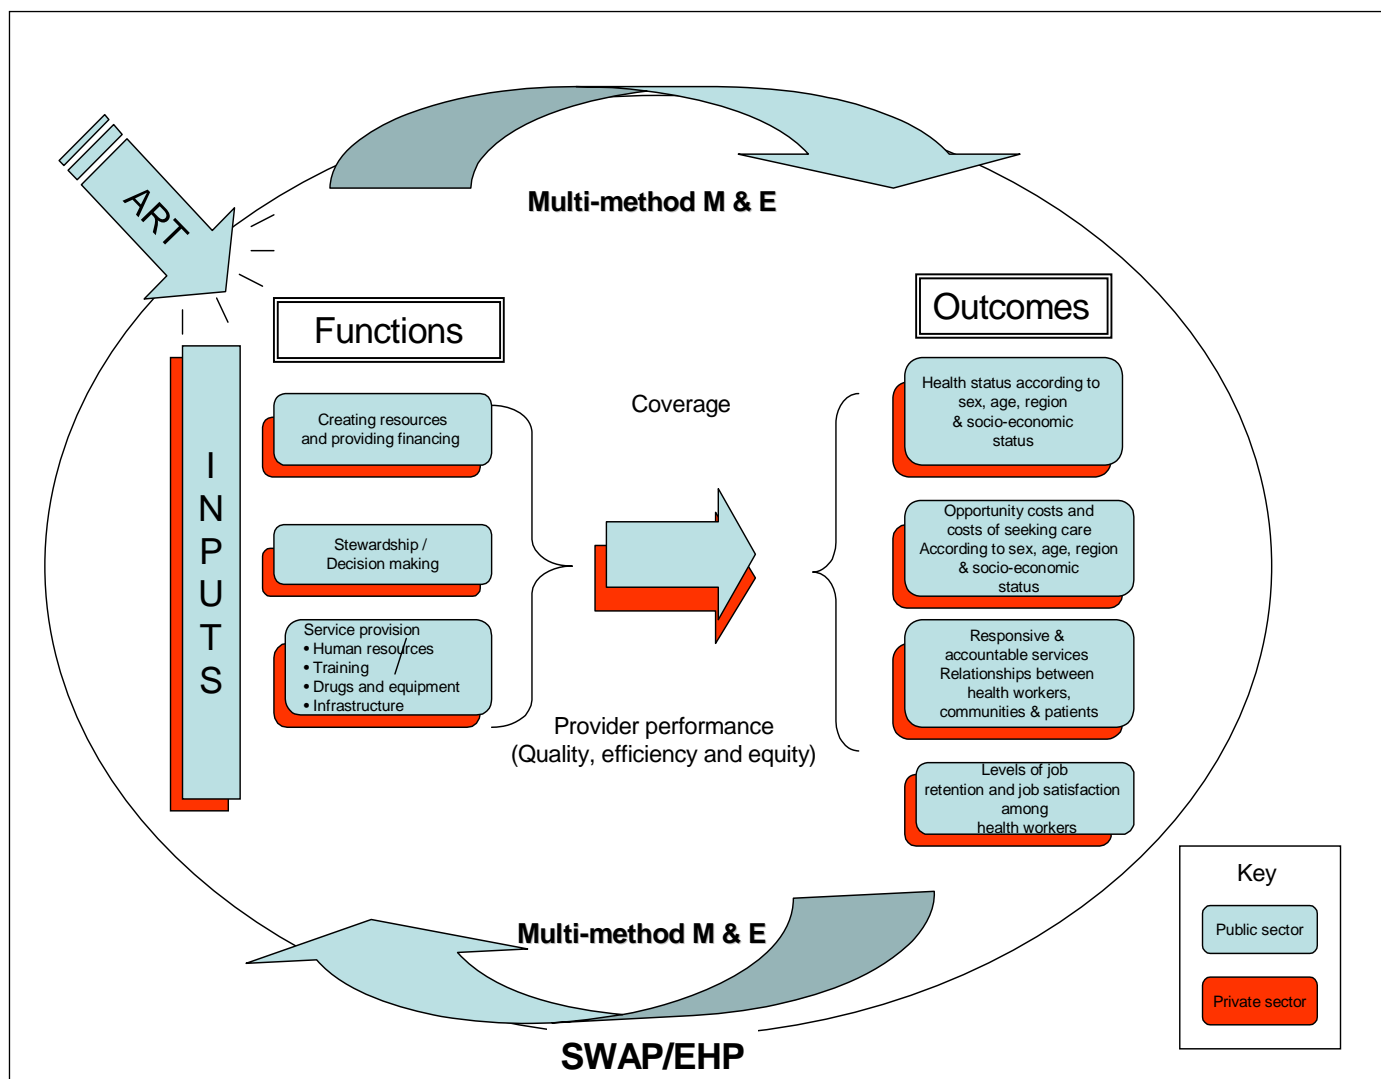 ART
Multi-method M & E
Functions
Outcomes
INPUTS
Creating resources
and providing financing
Stewardship /
Decision making
Service provision
• Human resources
• Training
• Drugs and equipment
• Infrastructure
Coverage
Provider performance
(Quality, efficiency and equity)
Health status according to
sex, age, region
& socio-economic
status
Opportunity costs and
costs of seeking care
According to sex, age, region
& socio-economic
status
Responsive &
accountable services
Relationships between
health workers,
communities & patients
Levels of job
retention and job satisfaction
among
health workers
Key
Public sector
Private sector
Multi-method M & E
SWAP/EHP